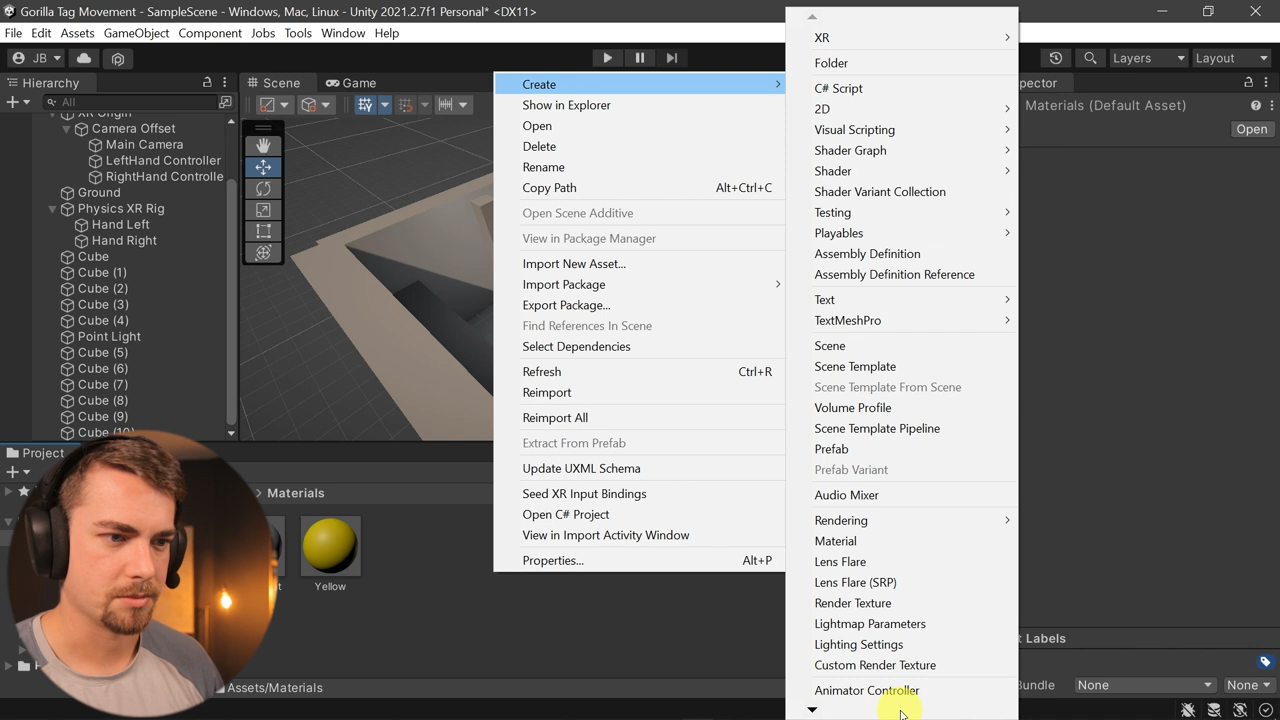 Gorilla Tag Movement - SampleScene - Windows, Mac, Linux - Unity 2021.2.7f1 Personal* <DX11>
File Edit Assets GameObject Component Jobs Tools Window Help
JB
Layers
Layout
Hierarchy
All
Camera Offset
Main Camera
LeftHand Controller
RightHand Controlle
Ground
Physics XR Rig
Hand Left
Hand Right
Cube
Cube (1)
Cube (2)
Cube (3)
Cube (4)
Point Light
Cube (5)
Cube (6)
Cube (7)
Cube (8)
Cube (9)
Cube (10)
Scene
Game
Create
Show in Explorer
Open
Delete
Rename
Copy Path Alt+Ctrl+C
Open Scene Additive
View in Package Manager
Import New Asset...
Import Package
Export Package...
Find References In Scene
Select Dependencies
Refresh Ctrl+R
Reimport
Reimport All
Extract From Prefab
Update UXML Schema
Seed XR Input Bindings
Open C# Project
View in Import Activity Window
Properties... Alt+P
XR
Folder
C# Script
2D
Visual Scripting
Shader Graph
Shader
Shader Variant Collection
Testing
Playables
Assembly Definition
Assembly Definition Reference
Text
TextMeshPro
Scene
Scene Template
Scene Template From Scene
Volume Profile
Scene Template Pipeline
Prefab
Prefab Variant
Audio Mixer
Rendering
Material
Lens Flare
Lens Flare (SRP)
Render Texture
Lightmap Parameters
Lighting Settings
Custom Render Texture
Animator Controller
pector
Materials (Default Asset)
Open
t Labels
undle None None
Project
Materials
Yellow
Assets/Materials